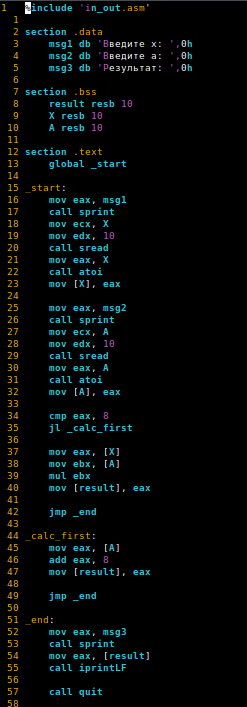 1   %include 'in_out.asm'
  1
  2 section .data
  3     msg1 db 'Введите x: ',0h
  4     msg2 db 'Введите a: ',0h
  5     msg3 db 'Результат: ',0h
  6
  7 section .bss
  8     result resb 10
  9     X resb 10
 10     A resb 10
 11
 12 section .text
 13     global _start
 14
 15 _start:
 16     mov eax, msg1
 17     call sprint
 18     mov ecx, X
 19     mov edx, 10
 20     call sread
 21     mov eax, X
 22     call atoi
 23     mov [X], eax
 24
 25     mov eax, msg2
 26     call sprint
 27     mov ecx, A
 28     mov edx, 10
 29     call sread
 30     mov eax, A
 31     call atoi
 32     mov [A], eax
 33
 34     cmp eax, 8
 35     jl _calc_first
 36
 37     mov eax, [X]
 38     mov ebx, [A]
 39     mul ebx
 40     mov [result], eax
 41
 42     jmp _end
 43
 44 _calc_first:
 45     mov eax, [A]
 46     add eax, 8
 47     mov [result], eax
 48
 49     jmp _end
 50
 51 _end:
 52     mov eax, msg3
 53     call sprint
 54     mov eax, [result]
 55     call iprintLF
 56
 57     call quit
 58